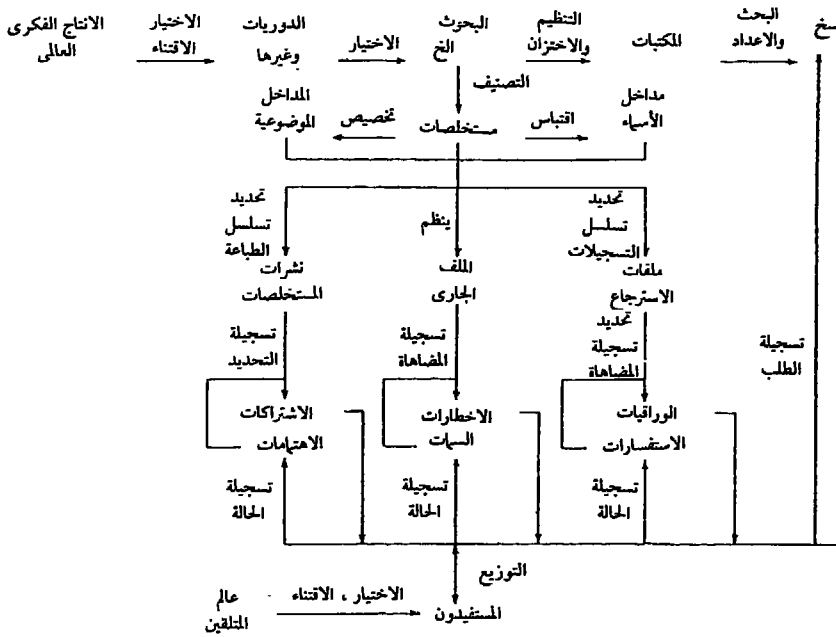 الانتاج الفكرى
العالمى
الاختيار
الاقتناء
الدوريات
وغيرها
الاختيار
البحوث
الخ
التنظيم
والاختزان
المكتبات
البحث
والاعداد
سخ
التصنيف
المداخل
الموضوعية
تخصيص
مستخلصات
اقتباس
مداخل
الأسماء
تحديد
تسلسل
الطباعة
ينظم
تحديد
تسلسل
التسجيلات
نشرات
المستخلصات
الملف
الجارى
ملفات
الاسترجاع
تسجيلة
التحديد
تسجيلة
المضاهاة
تحديد
تسجيلة
المضاهاة
تسجيلة
الطلب
الاشتراكات
الاهتمامات
الاخطارات
السمات
الوراقيات
الاستفسارات
تسجيلة
الحالة
تسجيلة
الحالة
تسجيلة
الحالة
التوزيع
عالم
المتلقين
الاختيار ، الاقتناء
المستفيدون